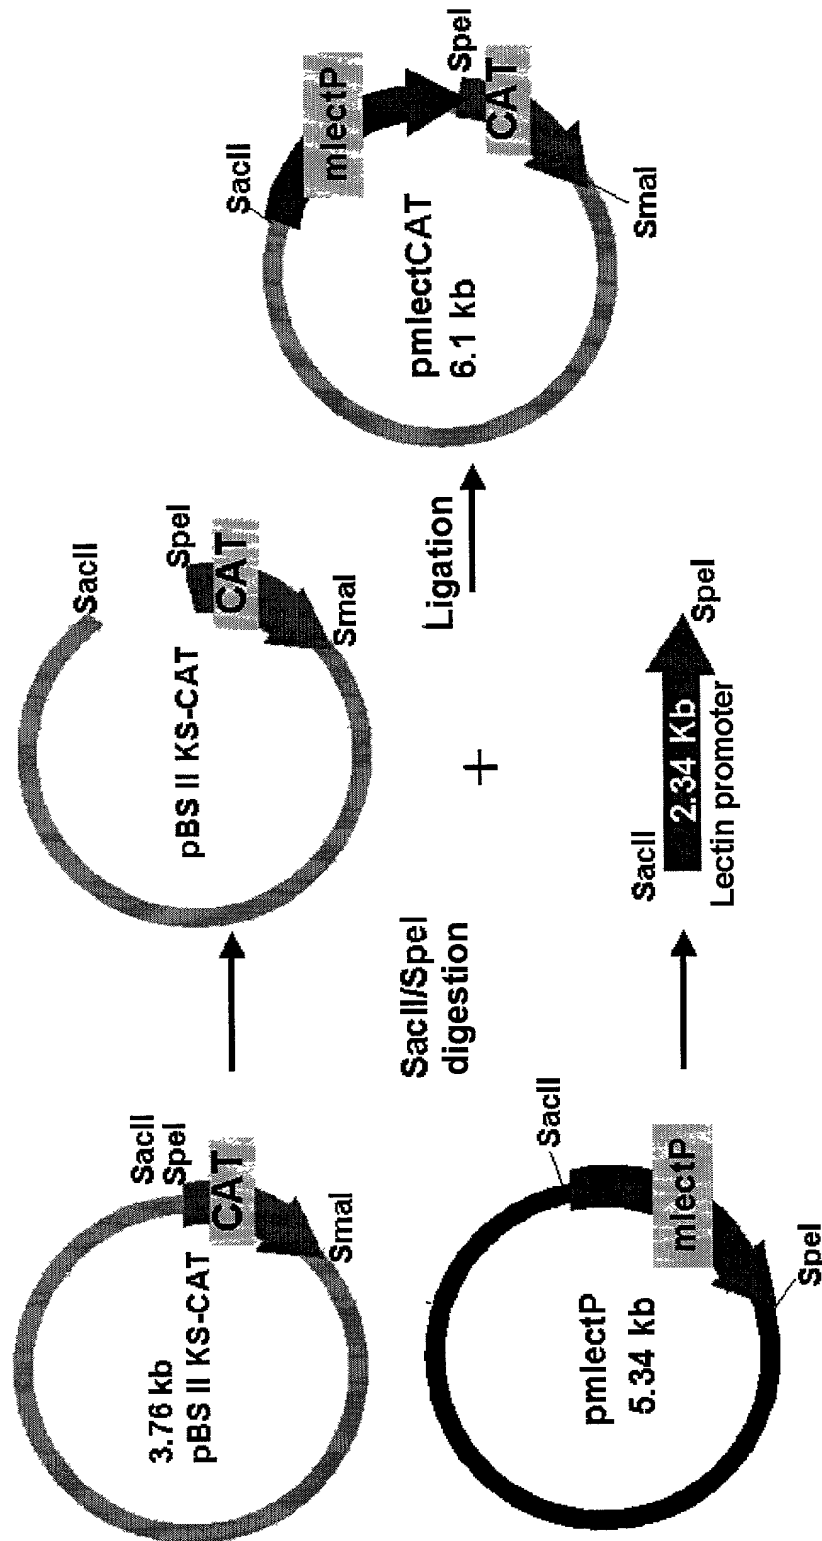 3.76 kb
pBS II KS-CAT
SacII
SpeI
CAT
SmaI
pBS II KS-CAT
SacII
SpeI
CAT
SmaI
SacII/SpeI
digestion
+
Ligation
pmlectP
5.34 kb
SacII
mlectP
SpeI
SacII
2.34 Kb
SpeI
Lectin promoter
pmlectCAT
6.1 kb
SacII
mlectP
SpeI
CAT
SmaI